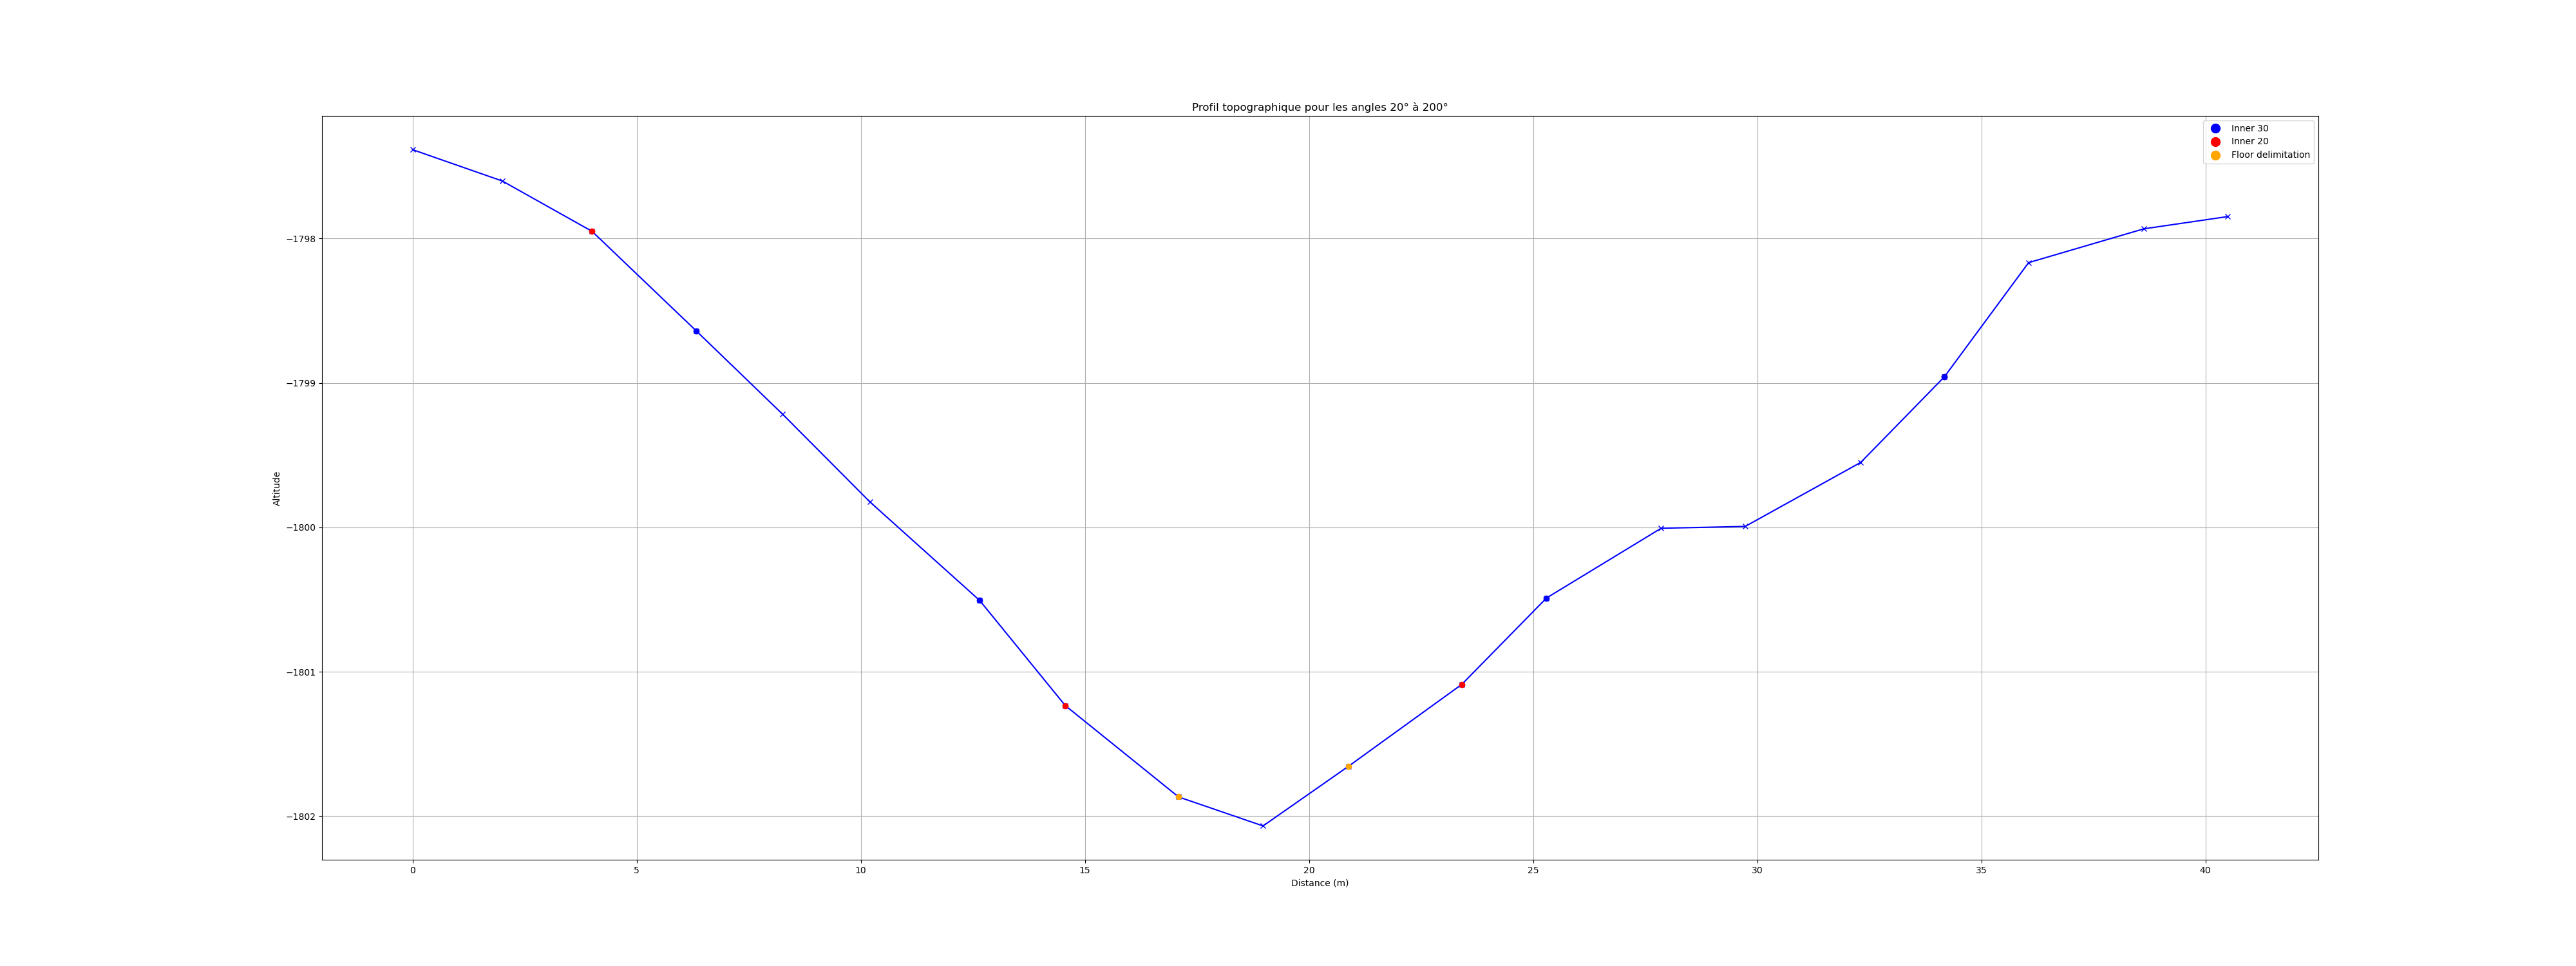 Profil topographique pour les angles 20° à 200°
Inner 30
Inner 20
Floor delimitation
Altitude
−1798
−1799
−1800
−1801
−1802
0 5 10 15 20 25 30 35 40
Distance (m)